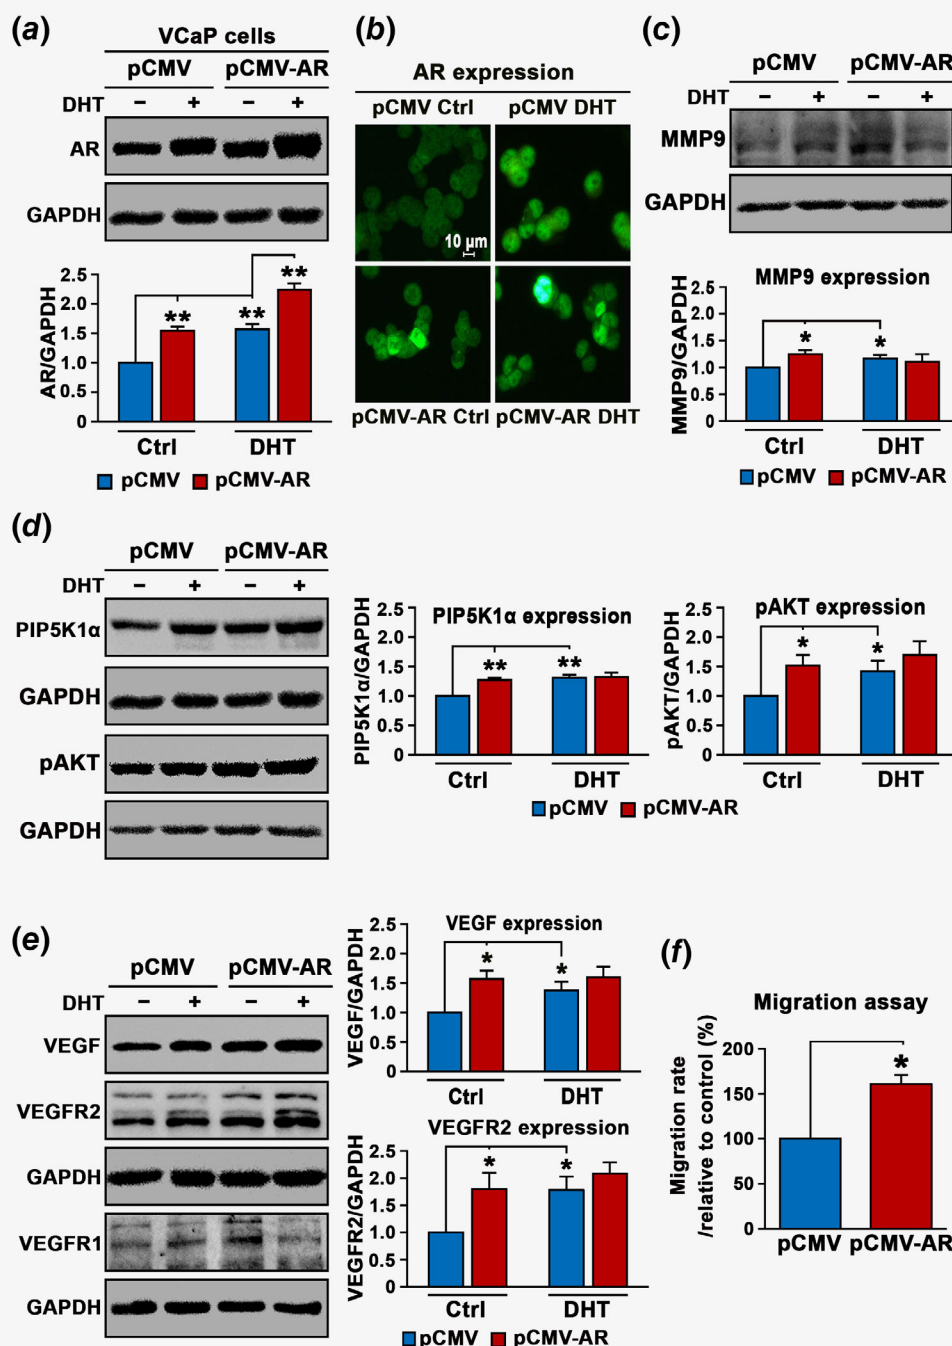 (a)
VCaP cells
pCMV pCMV-AR
DHT − + − +
AR
GAPDH
AR/GAPDH
2.5
2.0
1.5
1.0
0.5
0
** ** **
Ctrl DHT
pCMV pCMV-AR
(b)
AR expression
pCMV Ctrl pCMV DHT
10 µm
pCMV-AR Ctrl pCMV-AR DHT
(c)
pCMV pCMV-AR
DHT − + − +
MMP9
GAPDH
MMP9 expression
MMP9/GAPDH
2.5
2.0
1.5
1.0
0.5
0
* *
Ctrl DHT
pCMV pCMV-AR
(d)
pCMV pCMV-AR
DHT − + − +
PIP5K1α
GAPDH
pAKT
GAPDH
PIP5K1α expression
PIP5K1α/GAPDH
2.5
2.0
1.5
1.0
0.5
0
** **
Ctrl DHT
pAKT expression
pAKT/GAPDH
2.5
2.0
1.5
1.0
0.5
0
* *
Ctrl DHT
pCMV pCMV-AR
(e)
pCMV pCMV-AR
DHT − + − +
VEGF
VEGFR2
GAPDH
VEGFR1
GAPDH
VEGF expression
VEGF/GAPDH
2.5
2.0
1.5
1.0
0.5
0
* *
Ctrl DHT
VEGFR2 expression
VEGFR2/GAPDH
2.5
2.0
1.5
1.0
0.5
0
* *
Ctrl DHT
pCMV pCMV-AR
(f)
Migration assay
Migration rate
/relative to control (%)
200
150
100
50
0
*
pCMV pCMV-AR